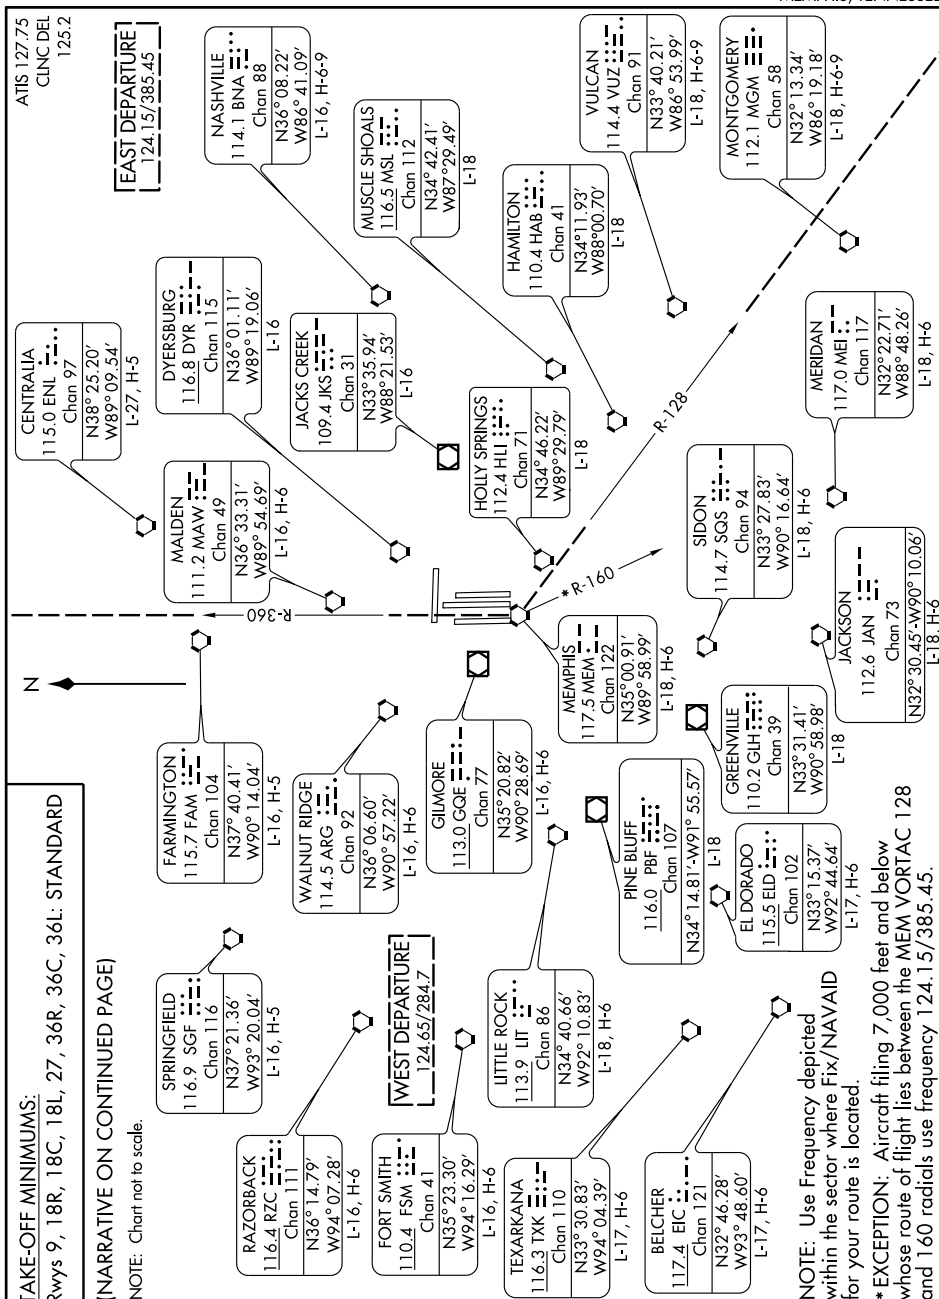 TAKE-OFF MINIMUMS:
Rwys 9, 18R, 18C, 18L, 27, 36R, 36C, 36L: STANDARD
(NARRATIVE ON CONTINUED PAGE)
NOTE: Chart not to scale.
N
ATIS 127.75
CLNC DEL
125.2
EAST DEPARTURE
124.15/385.45
CENTRALIA
115.0 ENL
Chan 97
N38° 25.20'
W89° 09.54'
L-27, H-5
NASHVILLE
114.1 BNA
Chan 88
N36° 08.22'
W86° 41.09'
L-16, H-6-9
DYERSBURG
116.8 DYR
Chan 115
N36° 01.11'
W89° 19.06'
L-16
MALDEN
111.2 MAW
Chan 49
N36° 33.31'
W89° 54.69'
L-16, H-6
FARMINGTON
115.7 FAM
Chan 104
N37° 40.41'
W90° 14.04'
L-16, H-5
SPRINGFIELD
116.9 SGF
Chan 116
N37° 21.36'
W93° 20.04'
L-16, H-5
JACKS CREEK
109.4 JKS
Chan 31
N33° 35.94'
W88° 21.53'
L-16
MUSCLE SHOALS
116.5 MSL
Chan 112
N34° 42.41'
W87° 29.49'
L-18
WALNUT RIDGE
114.5 ARG
Chan 92
N36° 06.60'
W90° 57.22'
L-16, H-6
RAZORBACK
116.4 RZC
Chan 111
N36° 14.79'
W94° 07.28'
L-16, H-6
R-360
GILMORE
113.0 GQE
Chan 77
N35° 20.82'
W90° 28.69'
L-16, H-6
WEST DEPARTURE
124.65/284.7
FORT SMITH
110.4 FSM
Chan 41
N35° 23.30'
W94° 16.29'
L-16, H-6
HOLLY SPRINGS
112.4 HLI
Chan 71
N34° 46.22'
W89° 29.79'
L-18
HAMILTON
110.4 HAB
Chan 41
N34° 11.93'
W88° 00.70'
L-18
VULCAN
114.4 VUZ
Chan 91
N33° 40.21'
W86° 53.99'
L-18, H-6-9
LITTLE ROCK
113.9 LIT
Chan 86
N34° 40.66'
W92° 10.83'
L-18, H-6
MEMPHIS
117.5 MEM
Chan 122
N35° 00.91'
W89° 58.99'
L-18, H-6
*R-160
R-128
TEXARKANA
116.3 TXK
Chan 110
N33° 30.83'
W94° 04.39'
L-17, H-6
PINE BLUFF
116.0 PBF
Chan 107
N34° 14.81'-W91° 55.57'
L-18
SIDON
114.7 SQS
Chan 94
N33° 27.83'
W90° 16.64'
L-18, H-6
MONTGOMERY
112.1 MGM
Chan 58
N32° 13.34'
W86° 19.18'
L-18, H-6-9
BELCHER
117.4 EIC
Chan 121
N32° 46.28'
W93° 48.60'
L-17, H-6
EL DORADO
115.5 ELD
Chan 102
N33° 15.37'
W92° 44.64'
L-17, H-6
GREENVILLE
110.2 GLH
Chan 39
N33° 31.41'
W90° 58.98'
L-18
JACKSON
112.6 JAN
Chan 73
N32° 30.45'-W90° 10.06'
L-18, H-6
MERIDAN
117.0 MEI
Chan 117
N32° 22.71'
W88° 48.26'
L-18, H-6
NOTE: Use Frequency depicted
within the sector where Fix/NAVAID
for your route is located.
*EXCEPTION: Aircraft filing 7,000 feet and below
whose route of flight lies between the MEM VORTAC 128
and 160 radials use frequency 124.15/385.45.